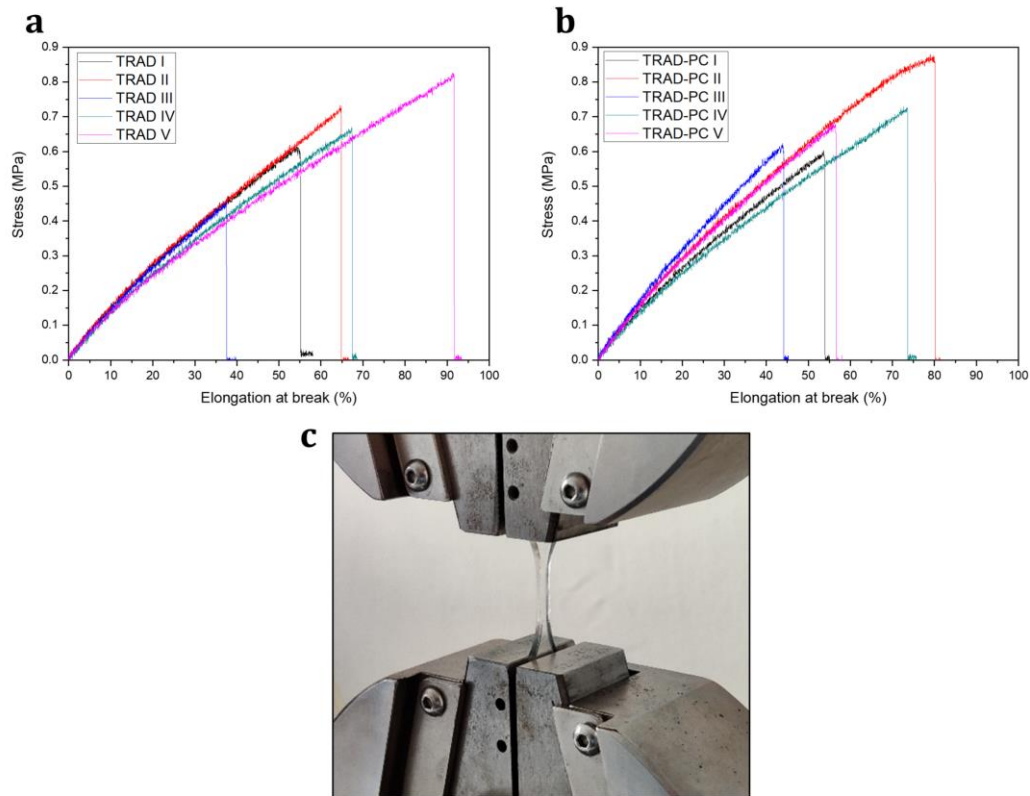 a
TRAD I
TRAD II
TRAD III
TRAD IV
TRAD V
Stress (MPa)
0.9
0.8
0.7
0.6
0.5
0.4
0.3
0.2
0.1
0.0
0 10 20 30 40 50 60 70 80 90 100
Elongation at break (%)
b
TRAD-PC I
TRAD-PC II
TRAD-PC III
TRAD-PC IV
TRAD-PC V
Stress (MPa)
0.9
0.8
0.7
0.6
0.5
0.4
0.3
0.2
0.1
0.0
0 10 20 30 40 50 60 70 80 90 100
Elongation at break (%)
c